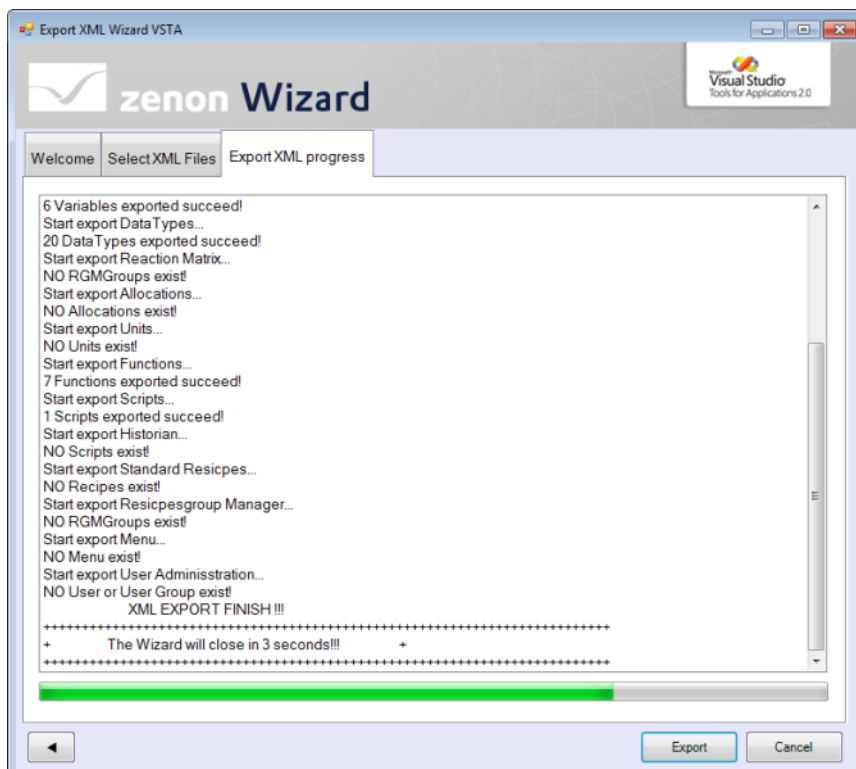 Export XML Wizard VSTA
zenon Wizard
Microsoft
Visual Studio
Tools for Applications 2.0
Welcome
Select XML Files
Export XML progress
6 Variables exported succeed!
Start export DataTypes...
20 DataTypes exported succeed!
Start export Reaction Matrix...
NO RGMGroups exist!
Start export Allocations...
NO Allocations exist!
Start export Units...
NO Units exist!
Start export Functions...
7 Functions exported succeed!
Start export Scripts...
1 Scripts exported succeed!
Start export Historian...
NO Scripts exist!
Start export Standard Resicpes...
NO Recipes exist!
Start export Resicpesgroup Manager...
NO RGMGroups exist!
Start export Menu...
NO Menu exist!
Start export User Adminisstration...
NO User or User Group exist!
XML EXPORT FINISH !!!
+++++++++++++++++++++++++++++++++++++++++++++++++++++++++++++++++++++++++++
+ The Wizard will close in 3 seconds!!! +
+++++++++++++++++++++++++++++++++++++++++++++++++++++++++++++++++++++++++++
Export
Cancel